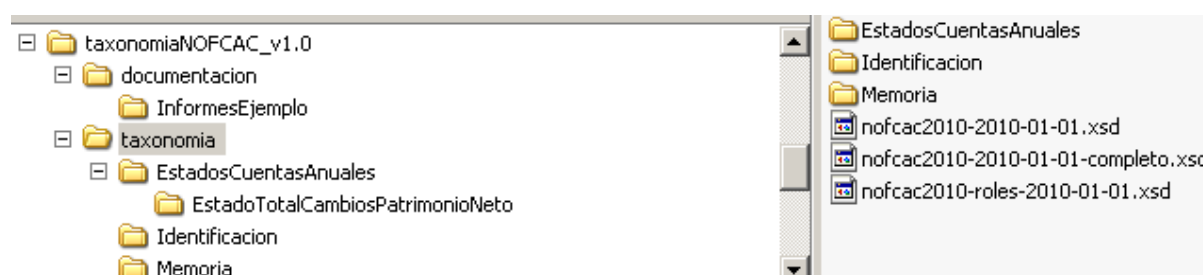 taxonomiaNOFCAC_v1.0
documentacion
InformesEjemplo
taxonomia
EstadosCuentasAnuales
EstadoTotalCambiosPatrimonioNeto
Identificacion
Memoria
EstadosCuentasAnuales
Identificacion
Memoria
nofcac2010-2010-01-01.xsd
nofcac2010-2010-01-01-completo.xsd
nofcac2010-roles-2010-01-01.xsd